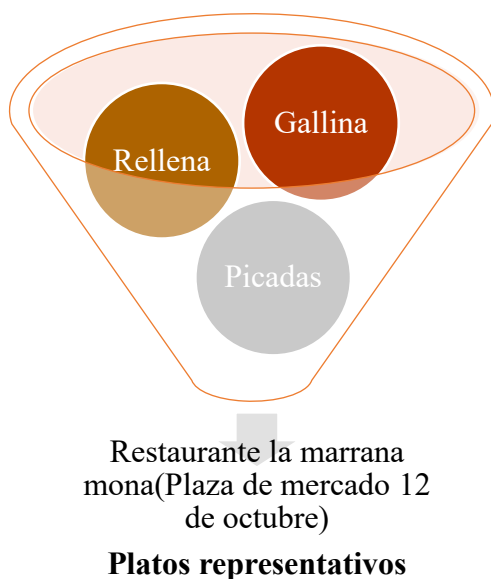 Gallina
Rellena
Picadas
Restaurante la marrana
mona(Plaza de mercado 12
de octubre)
Platos representativos